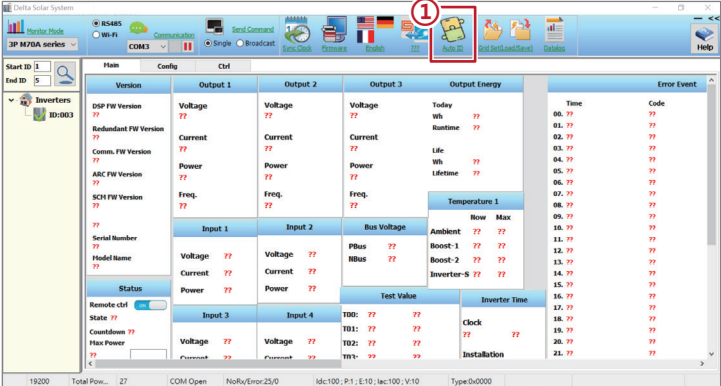 Delta Solar System
1
Monitor Mode
3P M70A series
RS485
Wi-Fi
Communication
COM3
Send Command
Single
Broadcast
Sync Clock
Firmware
English
???
Auto ID
Grid Set(Load/Save)
Datalog
<<
Help
Start ID 1
End ID 5
Inverters
ID:003
Main Config Ctrl
Version
DSP FW Version
??
Redundant FW Version
??
Comm. FW Version
??
ARC FW Version
??
SCM FW Version
??
??
Serial Number
??
Model Name
??
Status
Remote ctrl ON
State ??
Countdown ??
Max Power
??
Output 1
Voltage
??
Current
??
Power
??
Freq.
??
Output 2
Voltage
??
Current
??
Power
??
Freq.
??
Output 3
Voltage
??
Current
??
Power
??
Freq.
??
Output Energy
Today
Wh ??
Runtime ??
Life
Wh ??
Lifetime ??
Temperature 1
Now Max
Ambient ?? ??
Boost-1 ?? ??
Boost-2 ?? ??
Inverter-S ?? ??
Input 1
Voltage ??
Current ??
Power ??
Input 2
Voltage ??
Current ??
Power ??
Bus Voltage
PBus ??
NBus ??
Input 3
Voltage ??
Current ??
Input 4
Voltage ??
Current ??
Test Value
T00: ?? ??
T01: ?? ??
T02: ?? ??
T03: ?? ??
Inverter Time
Clock
?? ??
Installation
Error Event
Time Code
00. ?? ??
01. ?? ??
02. ?? ??
03. ?? ??
04. ?? ??
05. ?? ??
06. ?? ??
07. ?? ??
08. ?? ??
09. ?? ??
10. ?? ??
11. ?? ??
12. ?? ??
13. ?? ??
14. ?? ??
15. ?? ??
16. ?? ??
17. ?? ??
18. ?? ??
19. ?? ??
20. ?? ??
21. ?? ??
19200 Total Pow... 27 COM Open NoRx/Error:25/0 Idc:100 ; P:1 ; E:10 ; Iac:100 ; V:10 Type:0x0000